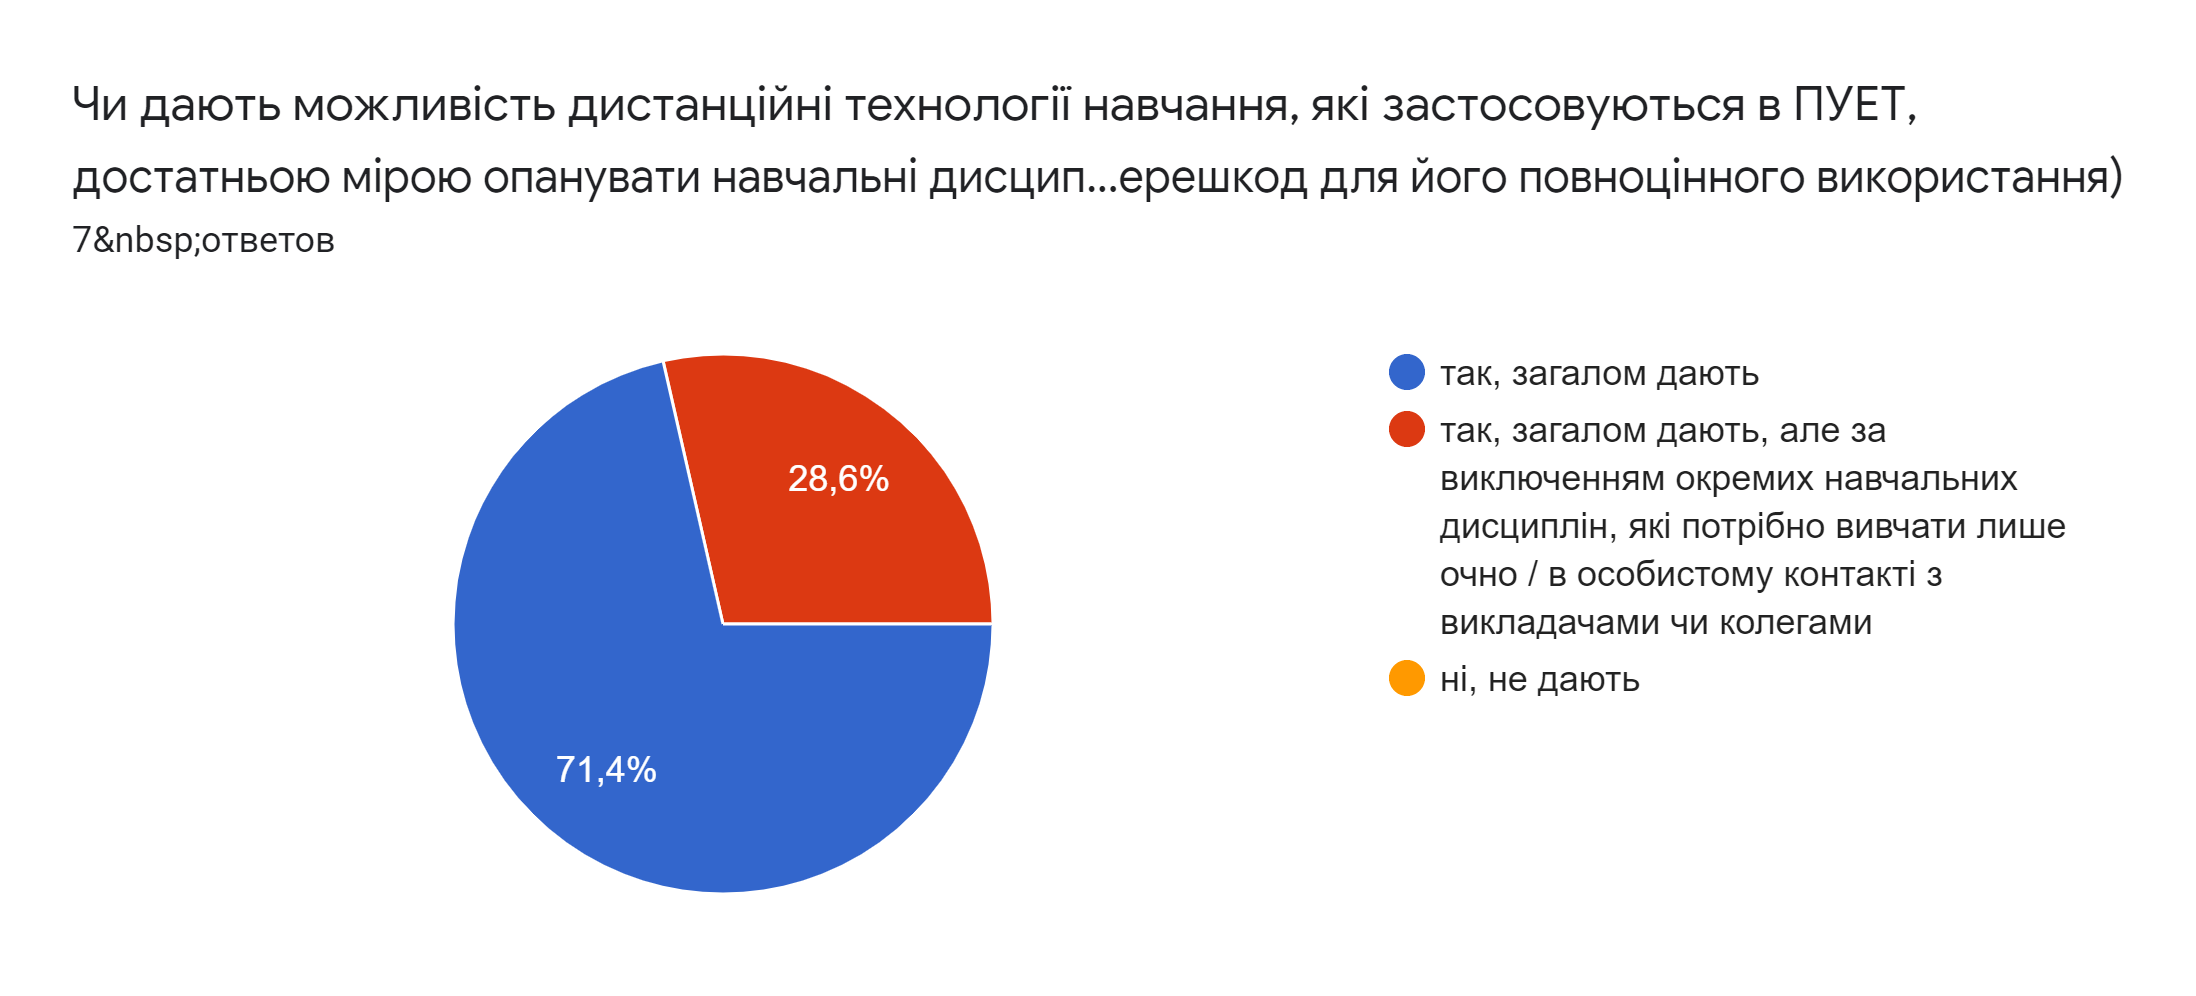 Чи дають можливість дистанційні технології навчання, які застосовуються в ПУЕТ,
достатньою мірою опанувати навчальні дисцип...ерешкод для його повноцінного використання)
7&nbsp;ответов
28,6%
71,4%
так, загалом дають
так, загалом дають, але за
виключенням окремих навчальних
дисциплін, які потрібно вивчати лише
очно / в особистому контакті з
викладачами чи колегами
ні, не дають